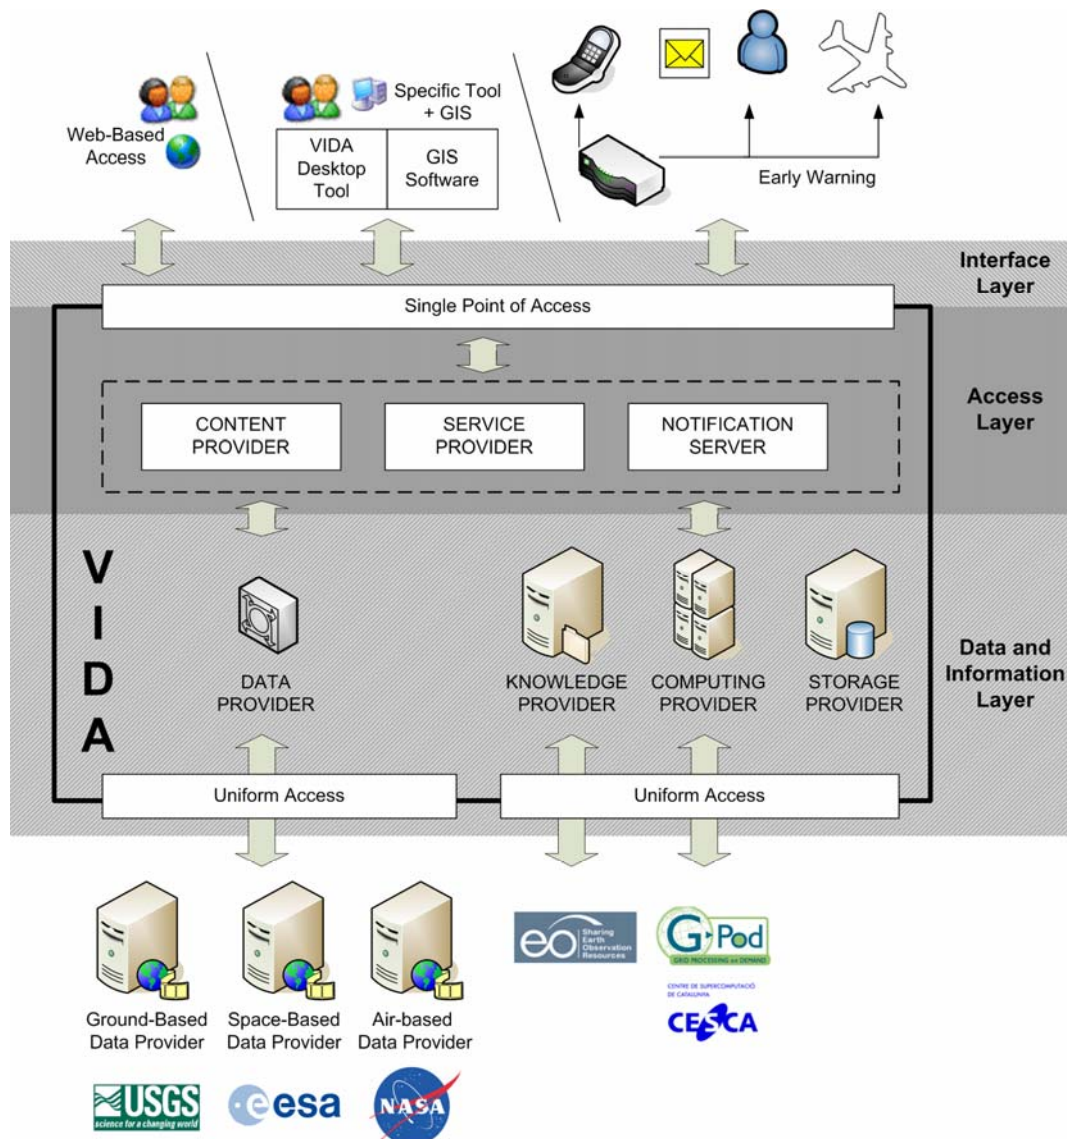 Web-Based
Access
Specific Tool
+ GIS
VIDA
Desktop
Tool
GIS
Software
Early Warning
Interface
Layer
Single Point of Access
Access
Layer
CONTENT
PROVIDER
SERVICE
PROVIDER
NOTIFICATION
SERVER
V
I
D
A
DATA
PROVIDER
KNOWLEDGE
PROVIDER
COMPUTING
PROVIDER
STORAGE
PROVIDER
Data and
Information
Layer
Uniform Access
Uniform Access
eo
Sharing
Earth
Observation
Resources
G-Pod
GRID PROCESSING ON DEMAND
CENTRE DE SUPERCOMPUTACIÓ
DE CATALUNYA
CESCA
Ground-Based
Data Provider
Space-Based
Data Provider
Air-based
Data Provider
USGS
science for a changing world
esa
NASA